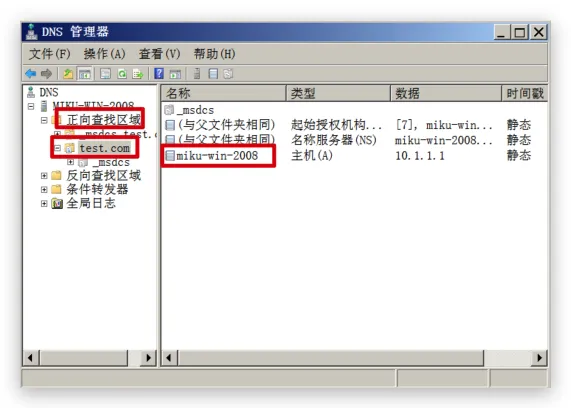 DNS 管理器
文件(F) 操作(A) 查看(V) 帮助(H)
DNS
MIKU-WIN-2008
正向查找区域
_msdcs.test.c
test.com
_msdcs
反向查找区域
条件转发器
全局日志
名称 类型 数据 时间戳
_msdcs
(与父文件夹相同) 起始授权机构... [7], miku-win... 静态
(与父文件夹相同) 名称服务器(NS) miku-win-2008... 静态
miku-win-2008 主机(A) 10.1.1.1 静态